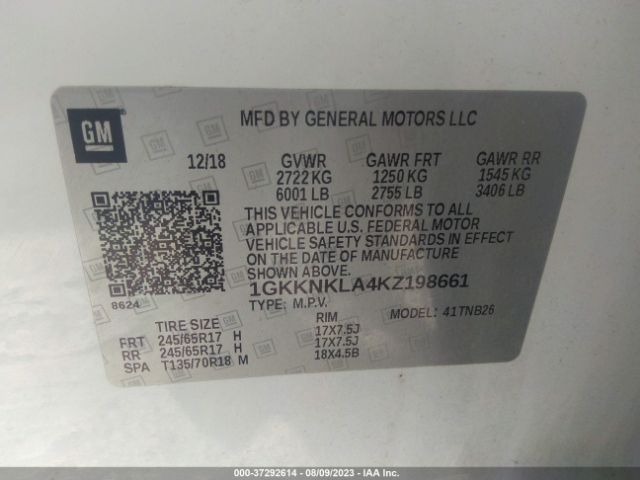 GM
MFD BY GENERAL MOTORS LLC
12/18 GVWR GAWR FRT GAWR RR
2722 KG 1250 KG 1545 KG
6001 LB 2755 LB 3406 LB
THIS VEHICLE CONFORMS TO ALL
APPLICABLE U.S. FEDERAL MOTOR
VEHICLE SAFETY STANDARDS IN EFFECT
ON THE DATE OF MANUFACTURE
SHOWN ABOVE.
8624
1GKKNKLA4KZ198661
TYPE: M.P.V. MODEL: 41TNB26
TIRE SIZE RIM
FRT 245/65R17 H 17X7.5J
RR 245/65R17 H 17X7.5J
SPA T135/70R18 M 18X4.5B
000-37292614 - 08/09/2023 - IAA Inc.